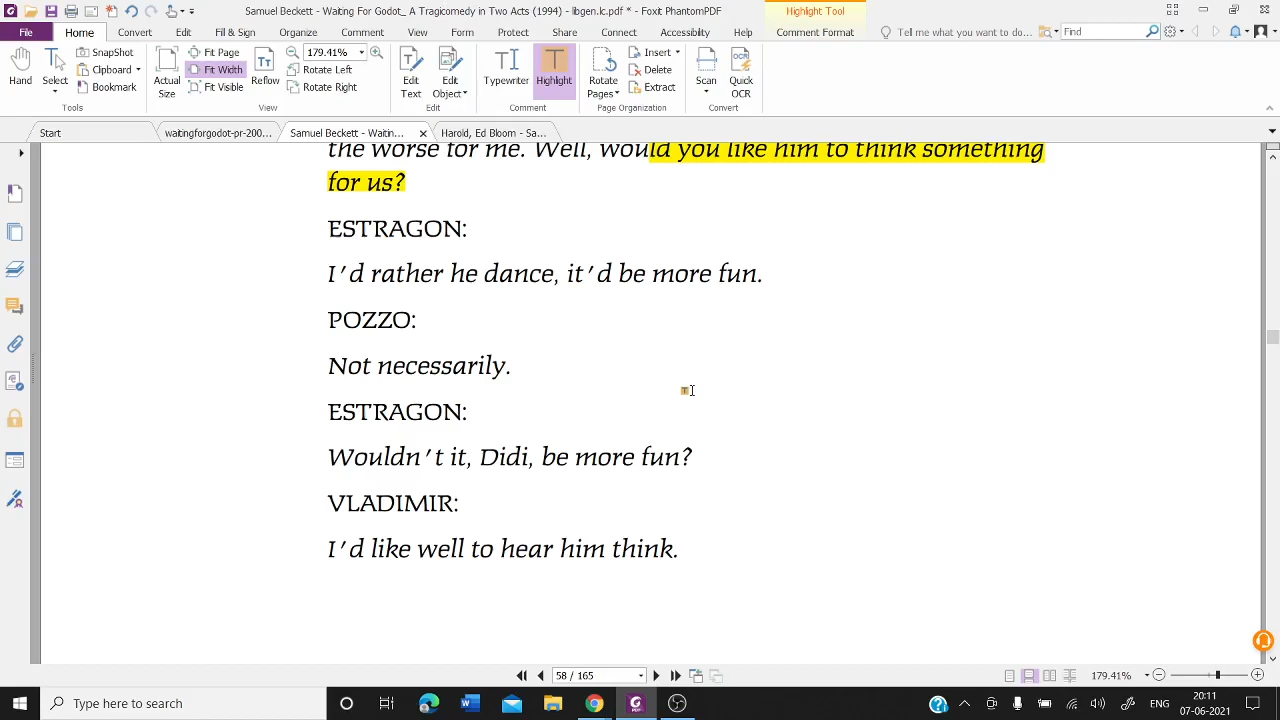 Samuel Beckett - Waiting For Godot_ A Tragicomedy in Two Acts (1994) - libgen.lc.pdf * - Foxit PhantomPDF
Highlight Tool
File Home Convert Edit Fill & Sign Organize Comment View Form Protect Share Connect Accessibility Help Comment Format Tell me what you want to do... Find
SnapShot
Clipboard
Bookmark
Hand
Select
Tools
Actual Size
Fit Page
Fit Width
Fit Visible
Reflow
179.41%
Rotate Left
Rotate Right
View
Edit Text
Edit Object
Edit
Typewriter
Highlight
Comment
Rotate Pages
Insert
Delete
Extract
Page Organization
Scan
Quick OCR
Convert
Start
waitingforgodot-pr-200...
Samuel Beckett - Waitin...
Harold, Ed Bloom - Sa...
the worse for me. Well, would you like him to think something
for us?
ESTRAGON:
I'd rather he dance, it'd be more fun.
POZZO:
Not necessarily.
ESTRAGON:
Wouldn't it, Didi, be more fun?
VLADIMIR:
I'd like well to hear him think.
58 / 165
179.41%
Type here to search
ENG
20:11
07-06-2021